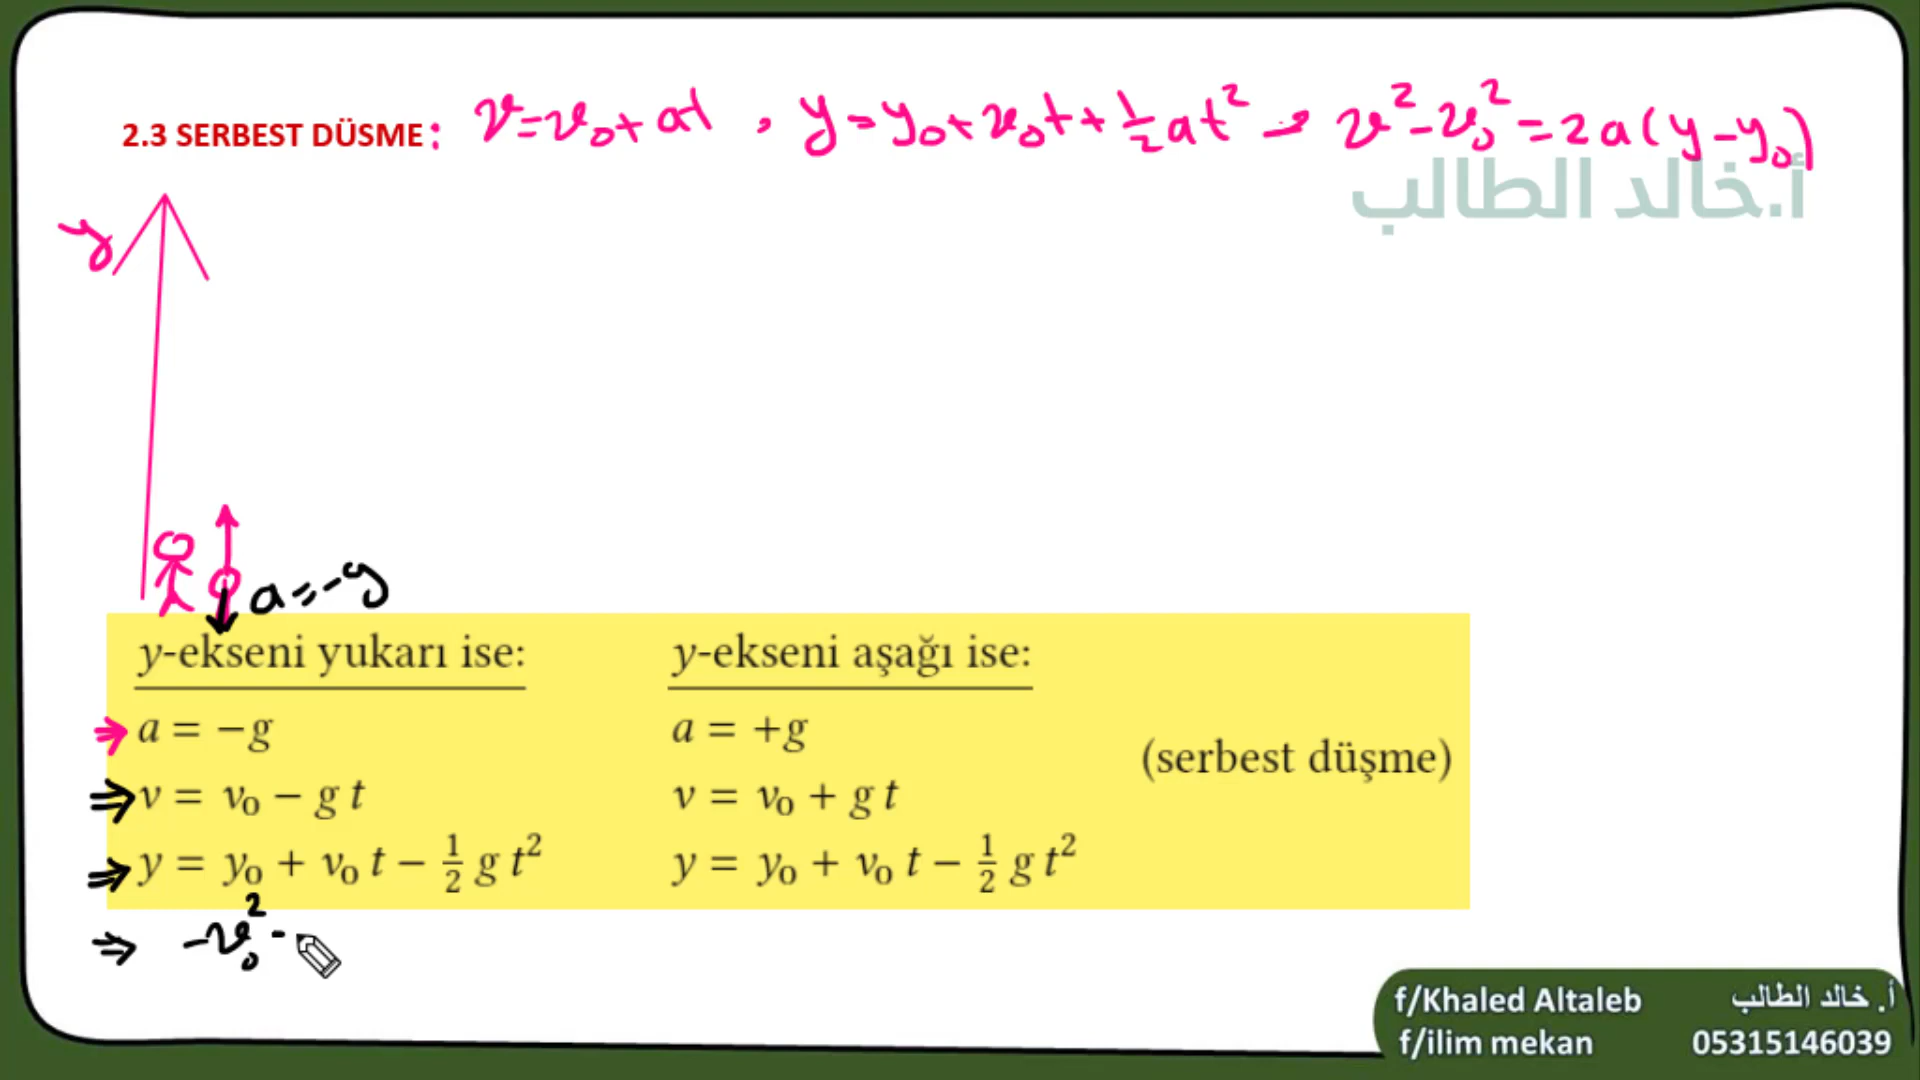 2.3 SERBEST DÜSME : v=v₀+at , y=y₀+v₀t+½at² → v²-v₀²=2a(y-y₀)
أ.خالد الطالب
y
a=-g
y-ekseni yukarı ise:
a = −g
v = v₀ − g t
y = y₀ + v₀ t − ½ g t²
y-ekseni aşağı ise:
a = +g
v = v₀ + g t
y = y₀ + v₀ t − ½ g t²
(serbest düşme)
⇒ -v₀² -
f/Khaled Altaleb أ. خالد الطالب
f/ilim mekan 05315146039